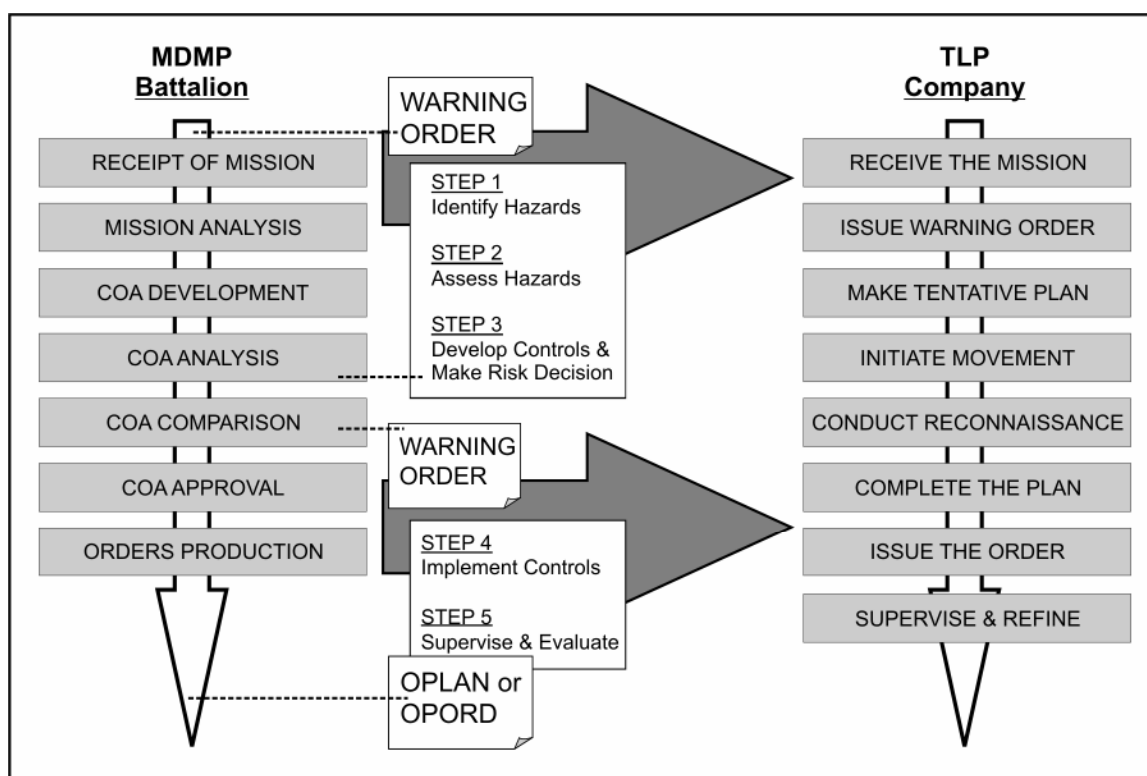 MDMP
Battalion
RECEIPT OF MISSION
MISSION ANALYSIS
COA DEVELOPMENT
COA ANALYSIS
COA COMPARISON
COA APPROVAL
ORDERS PRODUCTION
WARNING
ORDER
STEP 1
Identify Hazards
STEP 2
Assess Hazards
STEP 3
Develop Controls &
Make Risk Decision
WARNING
ORDER
STEP 4
Implement Controls
STEP 5
Supervise & Evaluate
OPLAN or
OPORD
TLP
Company
RECEIVE THE MISSION
ISSUE WARNING ORDER
MAKE TENTATIVE PLAN
INITIATE MOVEMENT
CONDUCT RECONNAISSANCE
COMPLETE THE PLAN
ISSUE THE ORDER
SUPERVISE & REFINE